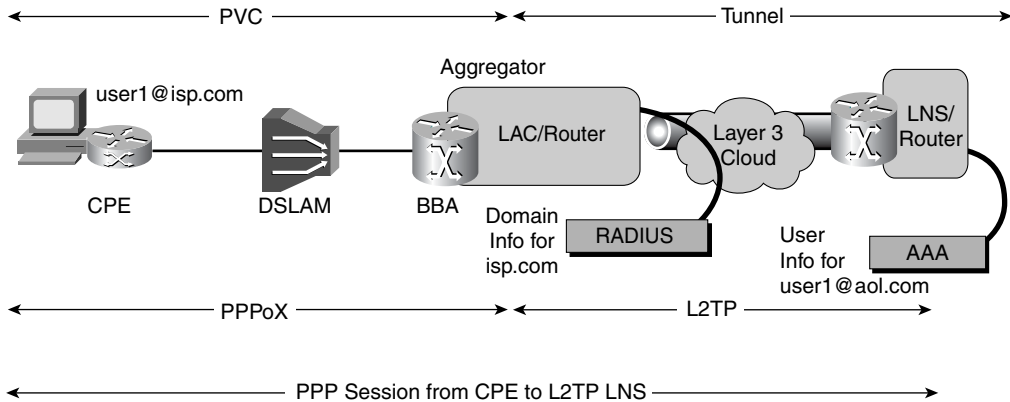 PVC
Tunnel
Aggregator
user1@isp.com
LAC/Router
Layer 3
Cloud
LNS/
Router
CPE
DSLAM
BBA
Domain
Info for
isp.com
RADIUS
User
Info for
user1@aol.com
AAA
PPPoX
L2TP
PPP Session from CPE to L2TP LNS